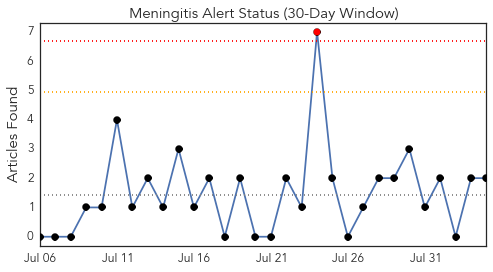 Meningitis Alert Status (30-Day Window)
Articles Found
7
6
5
4
3
2
1
0
Jul 06
Jul 11
Jul 16
Jul 21
Jul 26
Jul 31